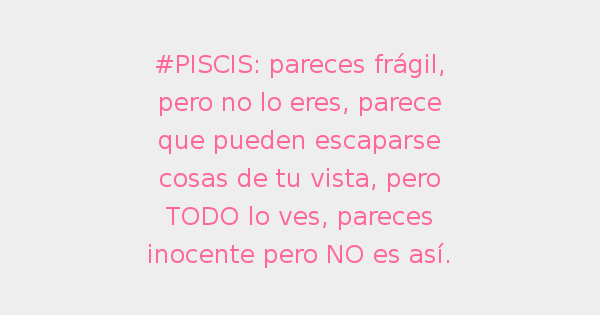 #PISCIS: pareces frágil,
pero no lo eres, parece
que pueden escaparse
cosas de tu vista, pero
TODO lo ves, pareces
inocente pero NO es así.